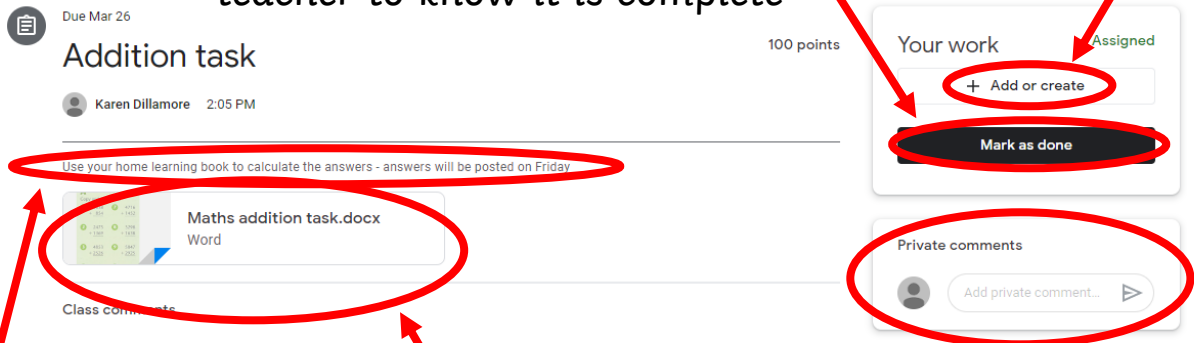 teacher to know it is complete
Due Mar 26
Addition task
100 points
Karen Dillamore 2:05 PM
Use your home learning book to calculate the answers - answers will be posted on Friday
Maths addition task.docx
Word
Class comments
Your work
Assigned
+ Add or create
Mark as done
Private comments
Add private comment...